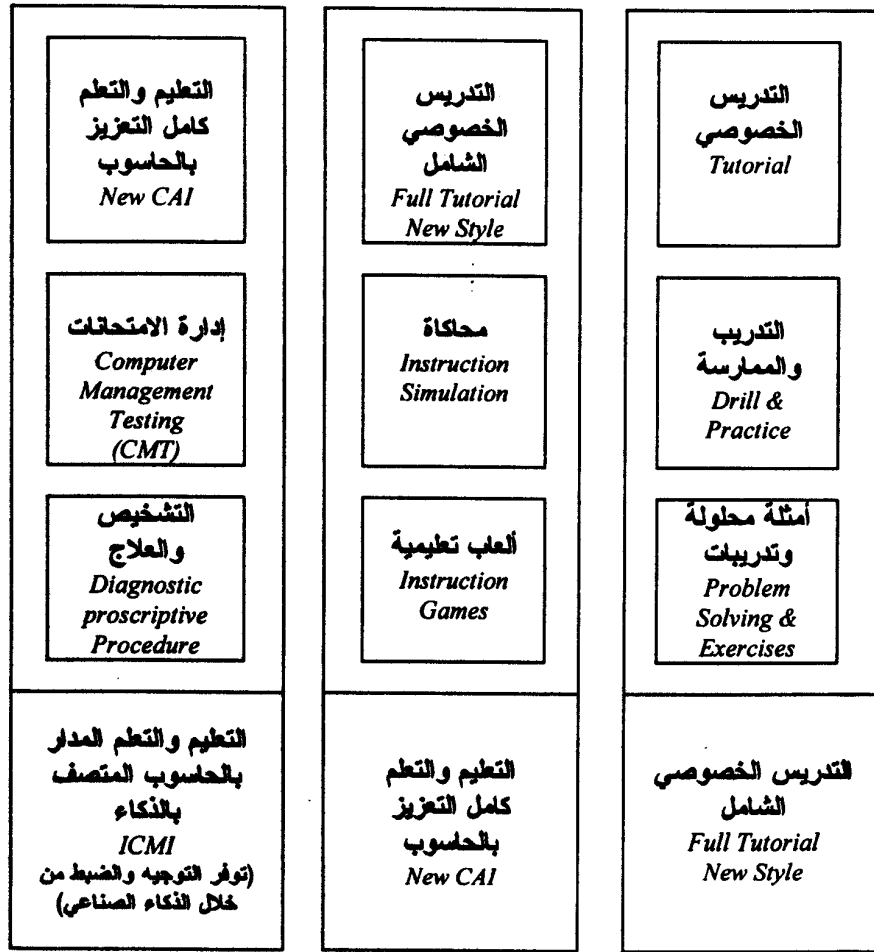 التدريس
الخصوصي
Tutorial
التدريب
والممارسة
Drill &
Practice
أمثلة محلولة
وتدريبات
Problem
Solving &
Exercises
التدريس الخصوصي
الشامل
Full Tutorial
New Style
التدريس
الخصوصي
الشامل
Full Tutorial
New Style
محاكاة
Instruction
Simulation
ألعاب تعليمية
Instruction
Games
التعليم والتعلم
كامل التعزيز
بالحاسوب
New CAI
التعليم والتعلم
كامل التعزيز
بالحاسوب
New CAI
إدارة الامتحانات
Computer
Management
Testing
(CMT)
التشخيص
والعلاج
Diagnostic
proscriptive
Procedure
التعليم والتعلم المدار
بالحاسوب المتصف
بالذكاء
ICMI
(توفر التوجيه والضبط من
خلال الذكاء الصناعي)